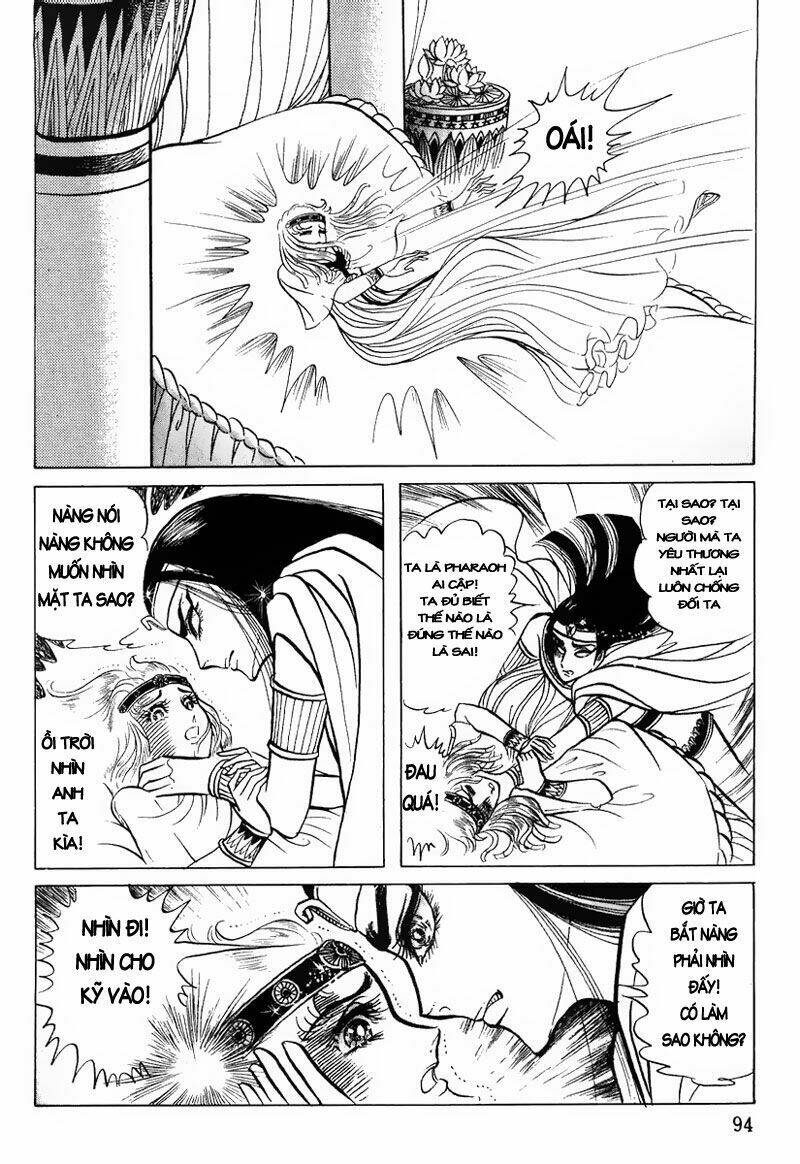 OÁI!
TẠI SAO? TẠI
SAO?
NGƯỜI MÀ TA
YÊU THƯƠNG
NHẤT LẠI
LUÔN CHỐNG
ĐỐI TA
TA LÀ PHARAOH
AI CẬP!
TA ĐỦ BIẾT
THẾ NÀO LÀ
ĐÚNG THẾ NÀO
LÀ SAI!
ĐAU
QUÁ!
NÀNG NÓI
NÀNG KHÔNG
MUỐN NHÌN
MẶT TA SAO?
ỒI TRỜI
NHÌN
ANH
TA
KÌA!
GIỜ TA
BẮT NÀNG
PHẢI NHÌN
ĐẤY!
CÓ LÀM
SAO KHÔNG?
NHÌN ĐI!
NHÌN CHO
KỸ VÀO!
94